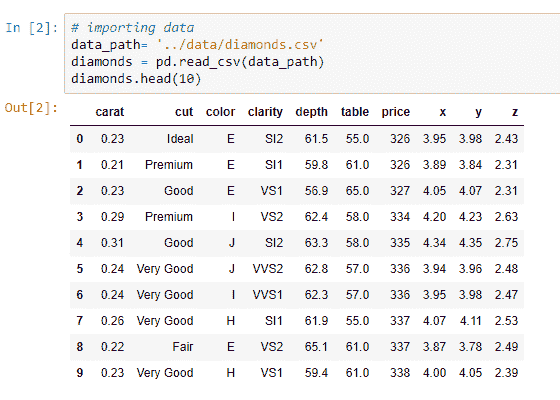 In [2]: # importing data
data_path= '../data/diamonds.csv'
diamonds = pd.read_csv(data_path)
diamonds.head(10)
Out[2]:
carat cut color clarity depth table price x y z
0 0.23 Ideal E SI2 61.5 55.0 326 3.95 3.98 2.43
1 0.21 Premium E SI1 59.8 61.0 326 3.89 3.84 2.31
2 0.23 Good E VS1 56.9 65.0 327 4.05 4.07 2.31
3 0.29 Premium I VS2 62.4 58.0 334 4.20 4.23 2.63
4 0.31 Good J SI2 63.3 58.0 335 4.34 4.35 2.75
5 0.24 Very Good J VVS2 62.8 57.0 336 3.94 3.96 2.48
6 0.24 Very Good I VVS1 62.3 57.0 336 3.95 3.98 2.47
7 0.26 Very Good H SI1 61.9 55.0 337 4.07 4.11 2.53
8 0.22 Fair E VS2 65.1 61.0 337 3.87 3.78 2.49
9 0.23 Very Good H VS1 59.4 61.0 338 4.00 4.05 2.39